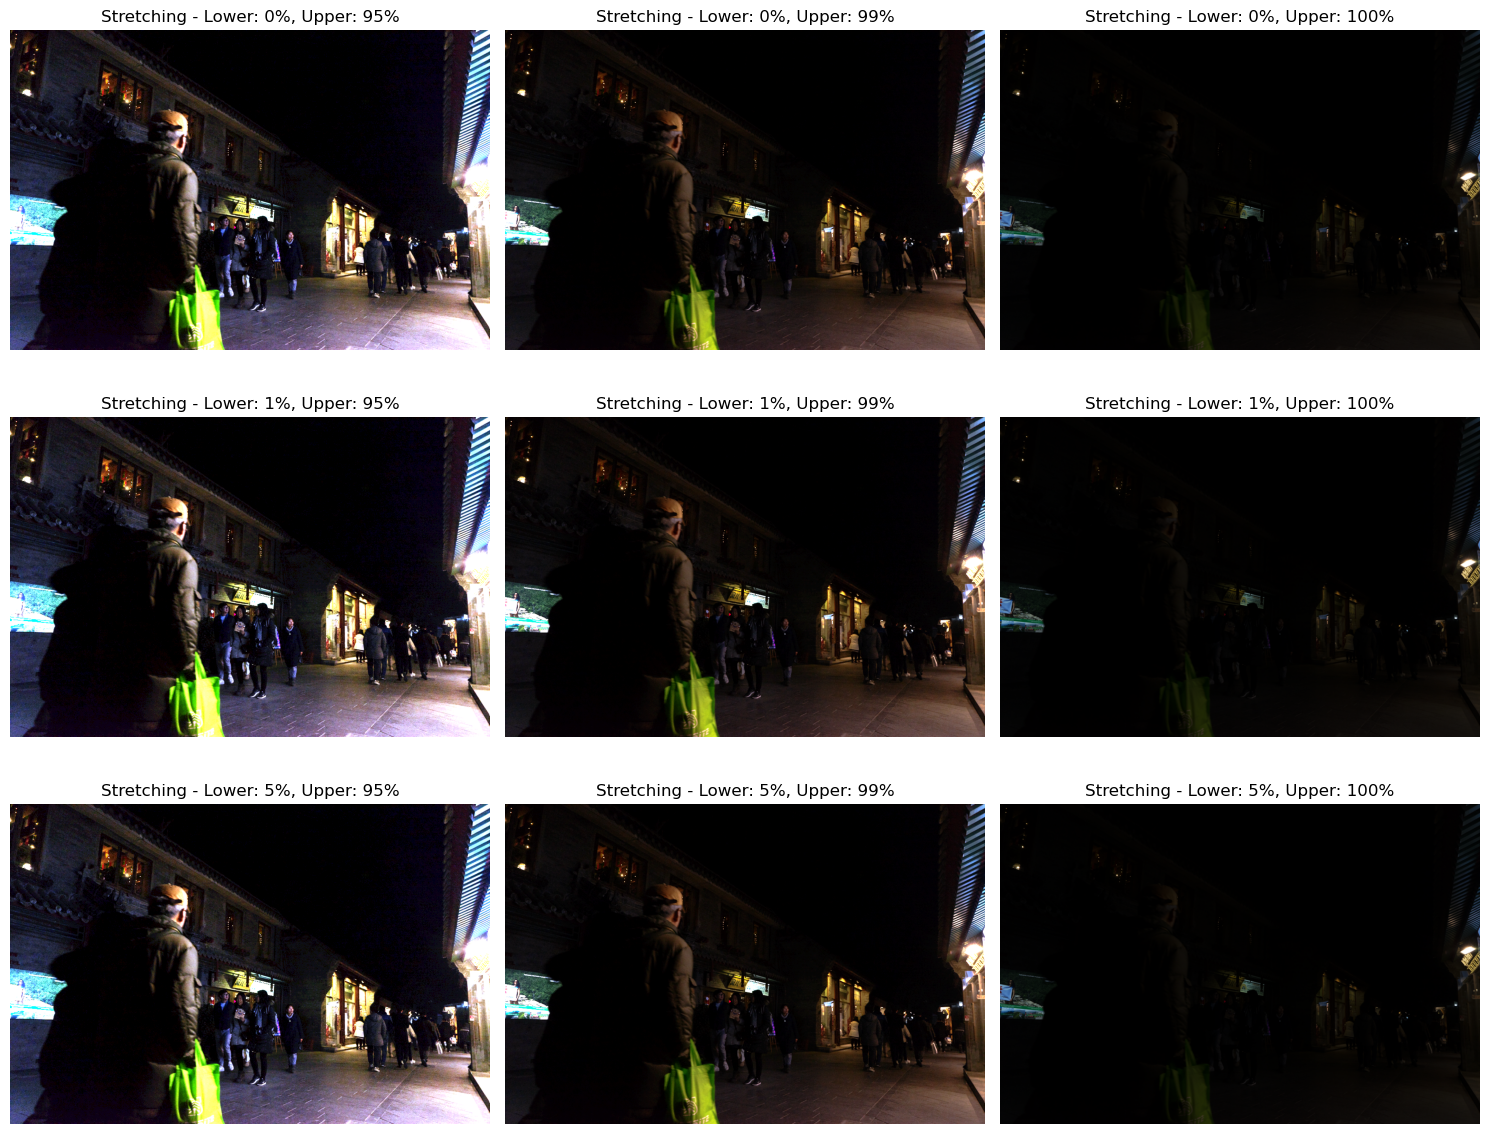 Stretching - Lower: 0%, Upper: 95%
Stretching - Lower: 0%, Upper: 99%
Stretching - Lower: 0%, Upper: 100%
Stretching - Lower: 1%, Upper: 95%
Stretching - Lower: 1%, Upper: 99%
Stretching - Lower: 1%, Upper: 100%
Stretching - Lower: 5%, Upper: 95%
Stretching - Lower: 5%, Upper: 99%
Stretching - Lower: 5%, Upper: 100%